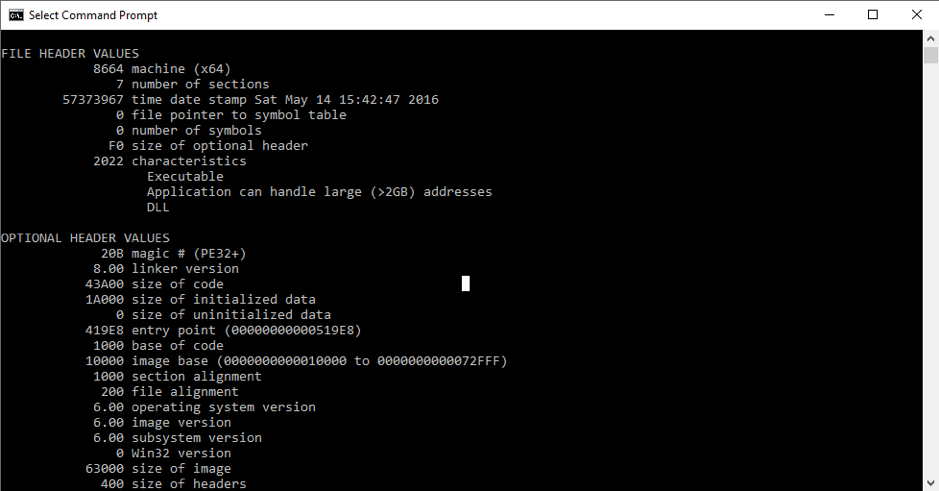 Select Command Prompt
FILE HEADER VALUES
8664 machine (x64)
7 number of sections
57373967 time date stamp Sat May 14 15:42:47 2016
0 file pointer to symbol table
0 number of symbols
F0 size of optional header
2022 characteristics
Executable
Application can handle large (>2GB) addresses
DLL
OPTIONAL HEADER VALUES
20B magic # (PE32+)
8.00 linker version
43A00 size of code
1A000 size of initialized data
0 size of uninitialized data
419E8 entry point (00000000000519E8)
1000 base of code
10000 image base (0000000000010000 to 0000000000072FFF)
1000 section alignment
200 file alignment
6.00 operating system version
6.00 image version
6.00 subsystem version
0 Win32 version
63000 size of image
400 size of headers